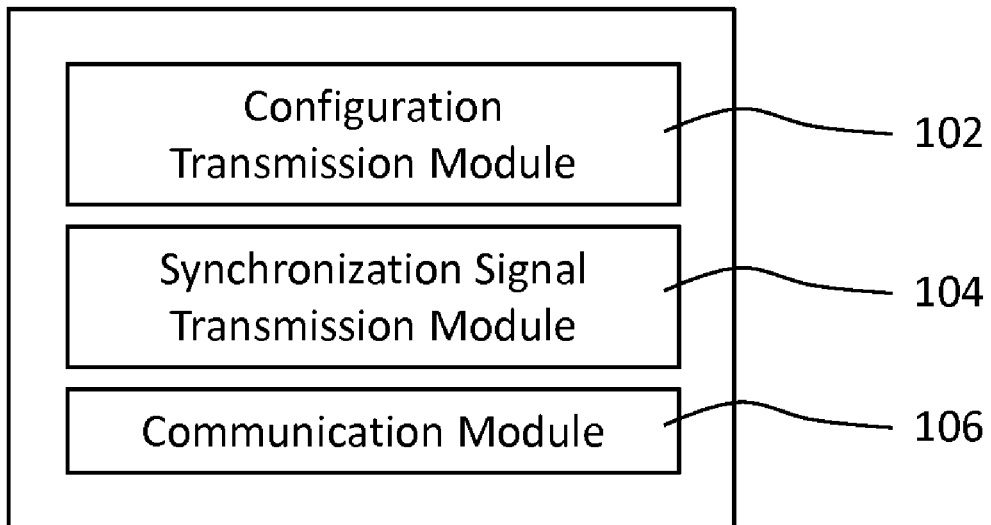 Configuration
Transmission Module
102
Synchronization Signal
Transmission Module
104
Communication Module
106